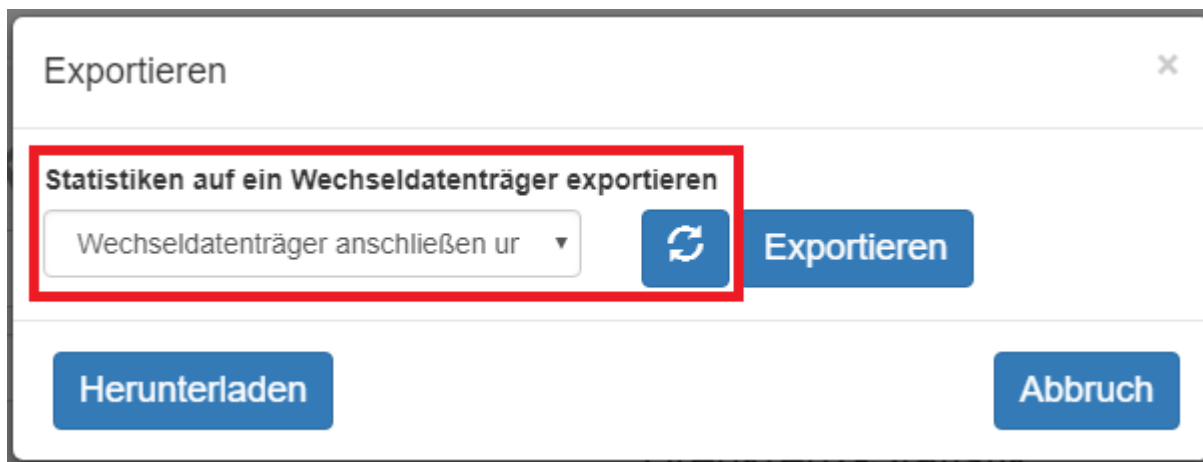 Exportieren
×
Statistiken auf ein Wechseldatenträger exportieren
Wechseldatenträger anschließen ur
Exportieren
Herunterladen
Abbruch